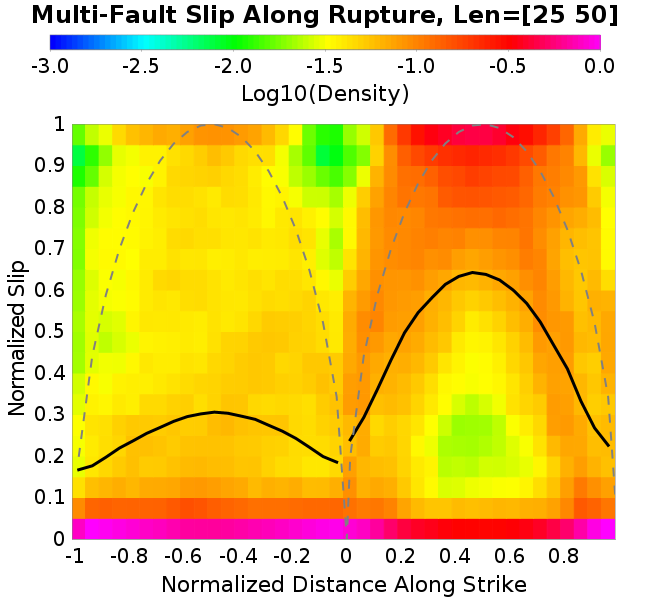 Multi-Fault Slip Along Rupture, Len=[25 50]
-3.0 -2.5 -2.0 -1.5 -1.0 -0.5 0.0
Log10(Density)
1
0.9
0.8
0.7
0.6
0.5
0.4
0.3
0.2
0.1
0
Normalized Slip
-1 -0.8 -0.6 -0.4 -0.2 0 0.2 0.4 0.6 0.8
Normalized Distance Along Strike